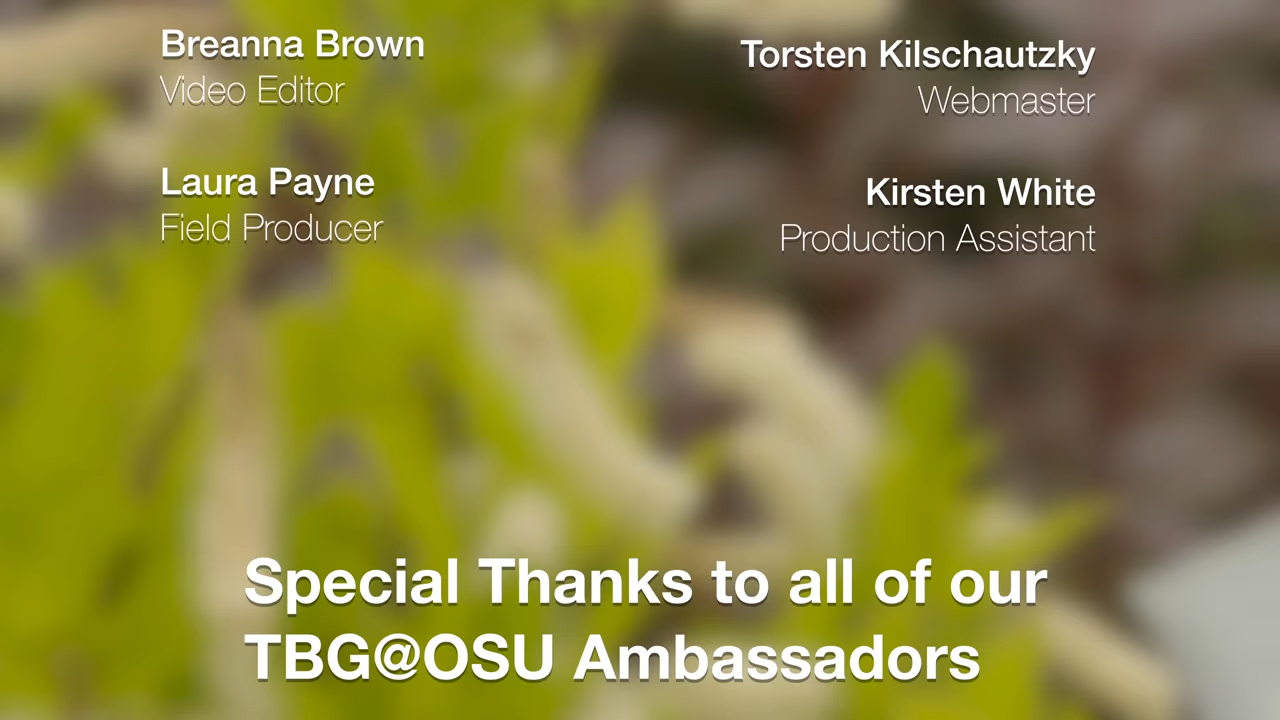 Breanna Brown
Video Editor
Laura Payne
Field Producer
Torsten Kilschautzky
Webmaster
Kirsten White
Production Assistant
Special Thanks to all of our
TBG@OSU Ambassadors